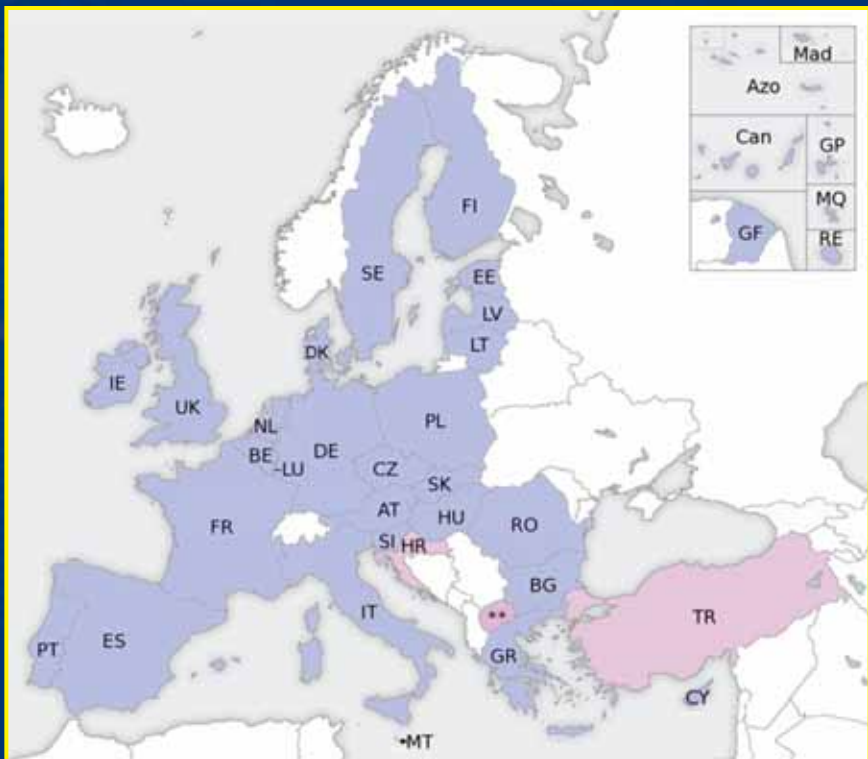 Mad
Azo
Can
GP
MQ
GF
RE
FI
SE
EE
LV
LT
DK
IE
UK
NL
BE
LU
DE
PL
CZ
SK
AT
HU
FR
SI
HR
RO
BG
IT
**
TR
PT
ES
GR
CY
MT